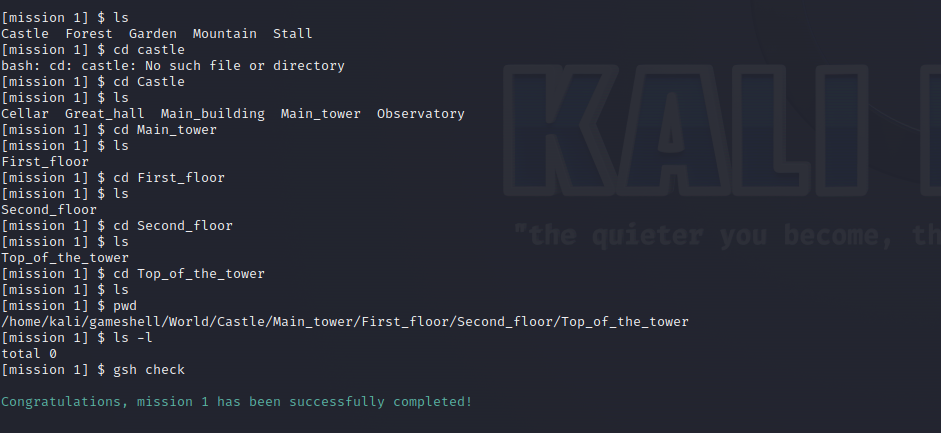 [mission 1] $ ls
Castle  Forest  Garden  Mountain  Stall
[mission 1] $ cd castle
bash: cd: castle: No such file or directory
[mission 1] $ cd Castle
[mission 1] $ ls
Cellar  Great_hall  Main_building  Main_tower  Observatory
[mission 1] $ cd Main_tower
[mission 1] $ ls
First_floor
[mission 1] $ cd First_floor
[mission 1] $ ls
Second_floor
[mission 1] $ cd Second_floor
[mission 1] $ ls
Top_of_the_tower
[mission 1] $ cd Top_of_the_tower
[mission 1] $ ls
[mission 1] $ pwd
/home/kali/gameshell/World/Castle/Main_tower/First_floor/Second_floor/Top_of_the_tower
[mission 1] $ ls -l
total 0
[mission 1] $ gsh check
Congratulations, mission 1 has been successfully completed!
KALI
"the quieter you become, th